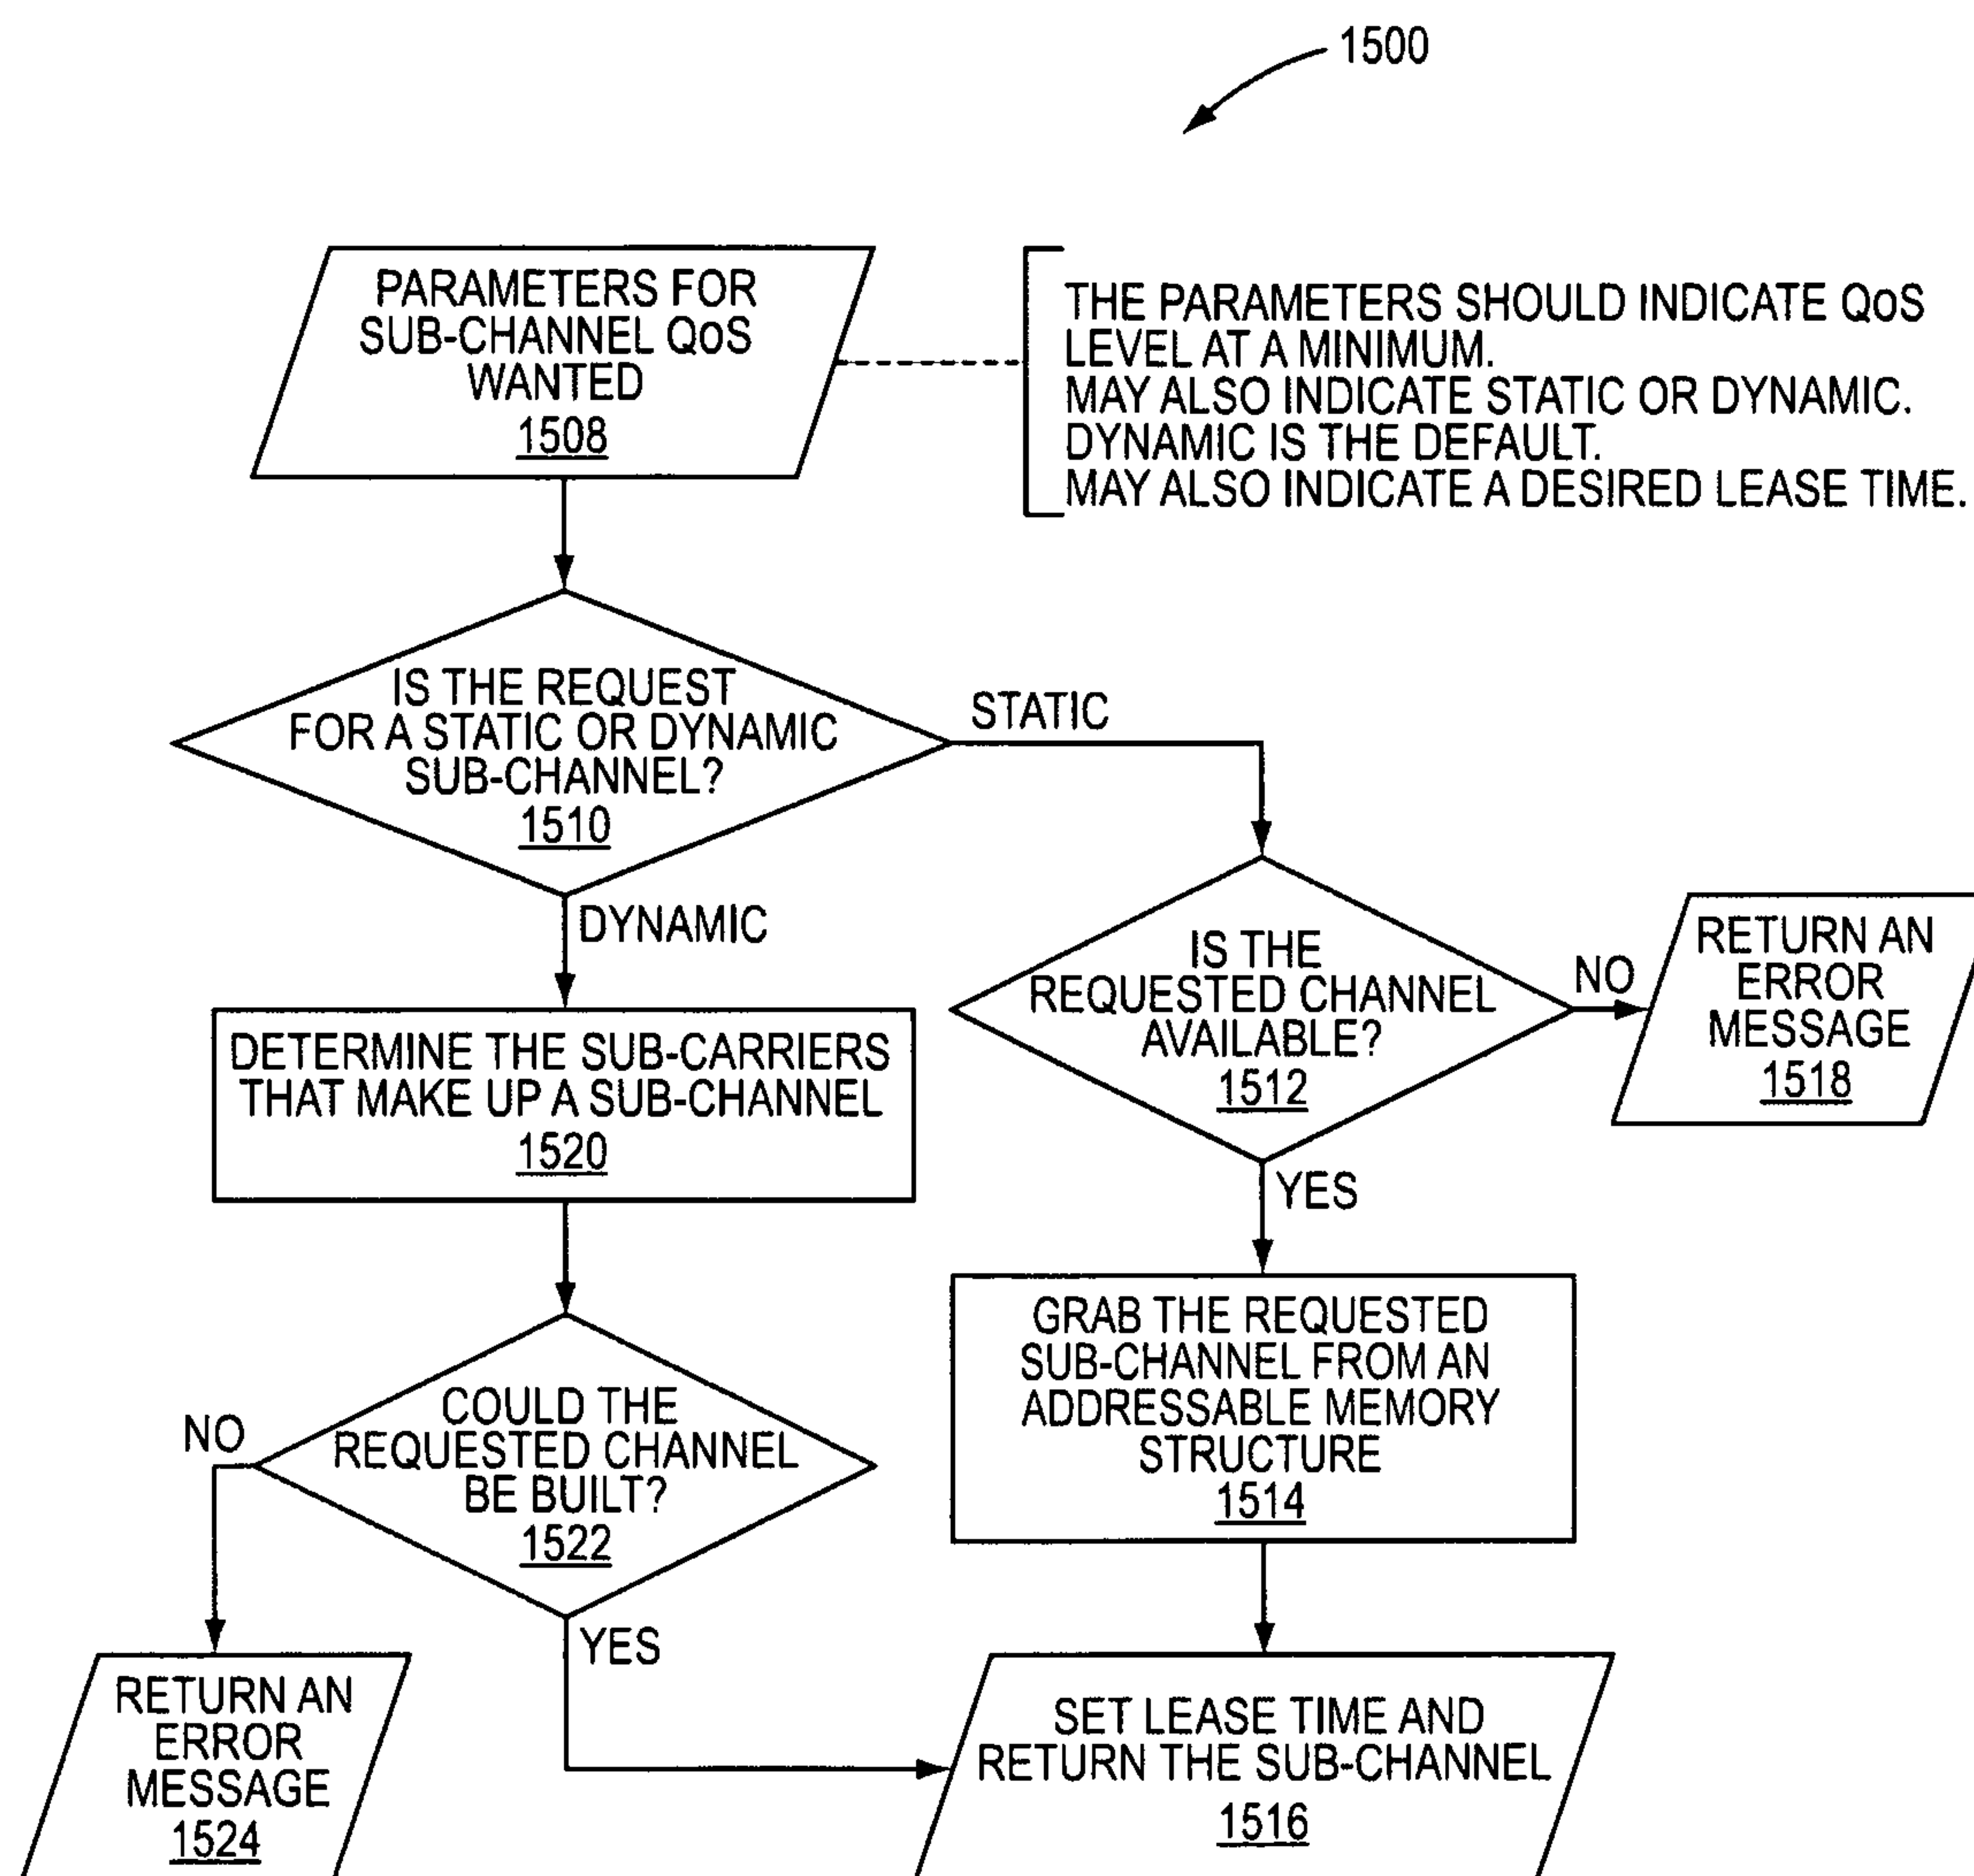 1500
PARAMETERS FOR
SUB-CHANNEL QoS
WANTED
1508
THE PARAMETERS SHOULD INDICATE QoS
LEVEL AT A MINIMUM.
MAY ALSO INDICATE STATIC OR DYNAMIC.
DYNAMIC IS THE DEFAULT.
MAY ALSO INDICATE A DESIRED LEASE TIME.
IS THE REQUEST
FOR A STATIC OR DYNAMIC
SUB-CHANNEL?
1510
STATIC
DYNAMIC
IS THE
REQUESTED CHANNEL
AVAILABLE?
1512
NO
RETURN AN
ERROR
MESSAGE
1518
DETERMINE THE SUB-CARRIERS
THAT MAKE UP A SUB-CHANNEL
1520
YES
GRAB THE REQUESTED
SUB-CHANNEL FROM AN
ADDRESSABLE MEMORY
STRUCTURE
1514
COULD THE
REQUESTED CHANNEL
BE BUILT?
1522
NO
YES
RETURN AN
ERROR
MESSAGE
1524
SET LEASE TIME AND
RETURN THE SUB-CHANNEL
1516